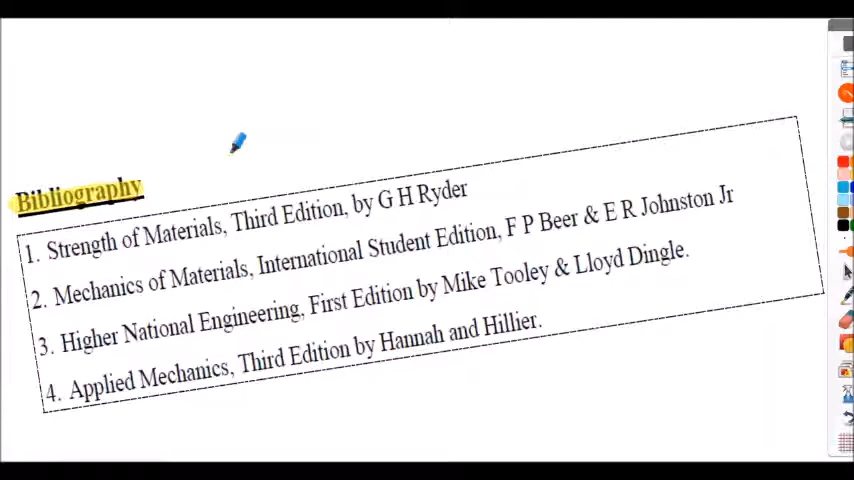 Bibliography
1. Strength of Materials, Third Edition, by G H Ryder
2. Mechanics of Materials, International Student Edition, F P Beer & E R Johnston Jr
3. Higher National Engineering, First Edition by Mike Tooley & Lloyd Dingle.
4. Applied Mechanics, Third Edition by Hannah and Hillier.